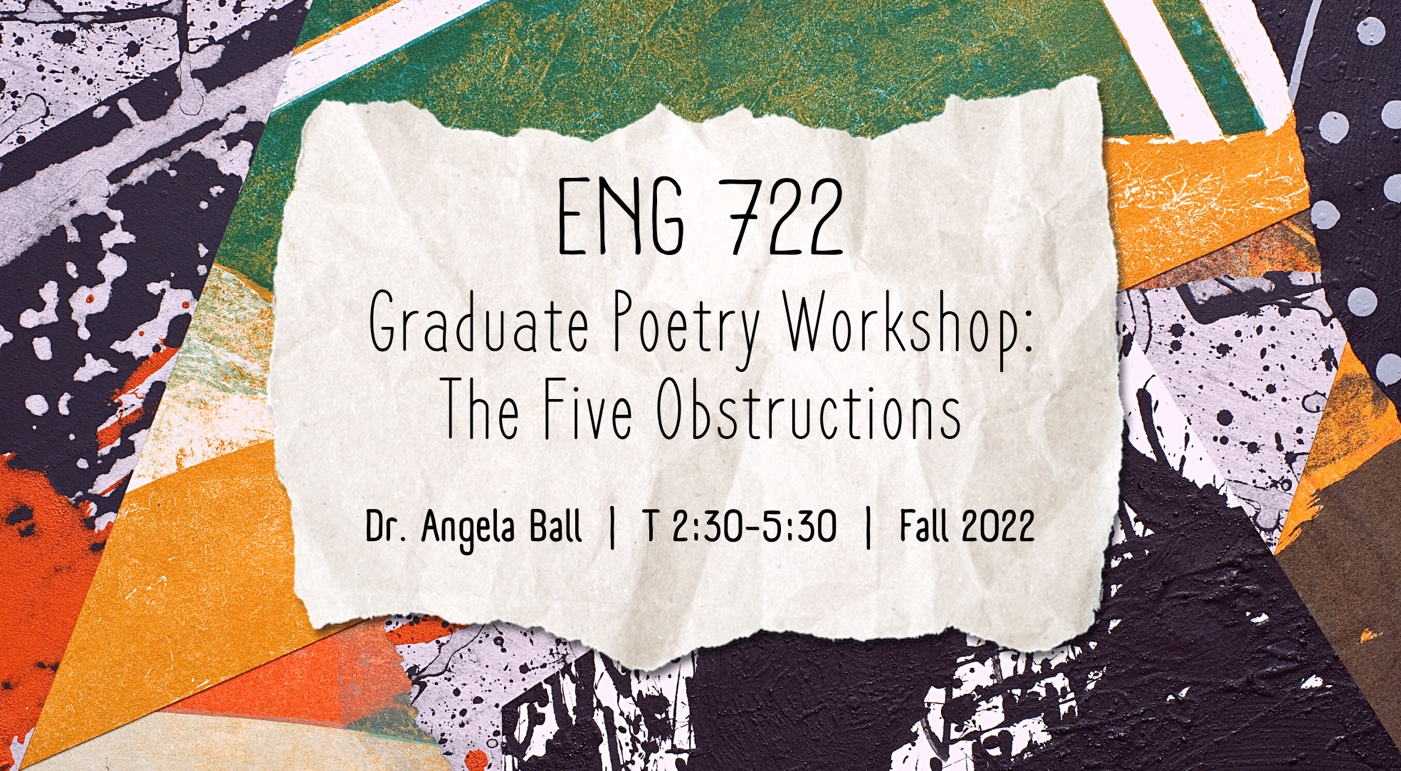 ENG 722
Graduate Poetry Workshop:
The Five Obstructions
Dr. Angela Ball | T 2:30-5:30 | Fall 2022